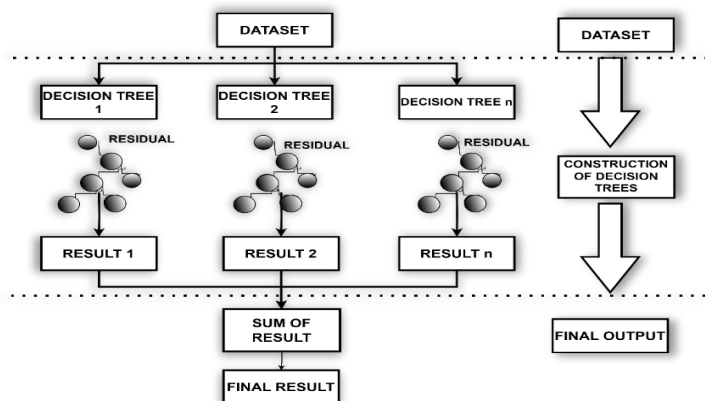 DATASET
DATASET
DECISION TREE
1
DECISION TREE
2
DECISION TREE n
RESIDUAL
RESIDUAL
CONSTRUCTION
OF DECISION
TREES
RESULT 1
RESULT 2
RESULT n
SUM OF
RESULT
FINAL OUTPUT
FINAL RESULT